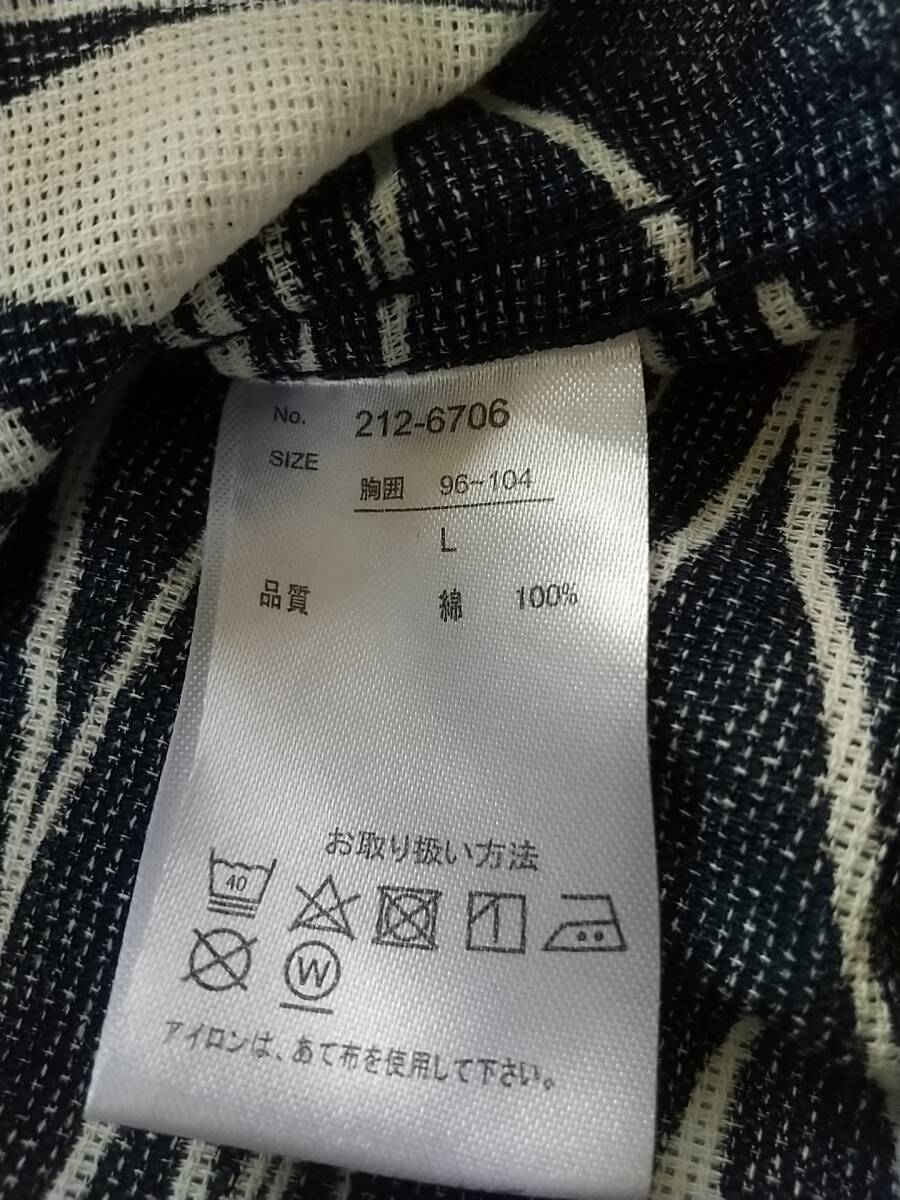 No. 212-6706
SIZE
胸囲 96~104
L
品質 綿 100%
お取り扱い方法
40
W
アイロンは、あて布を使用して下さい。